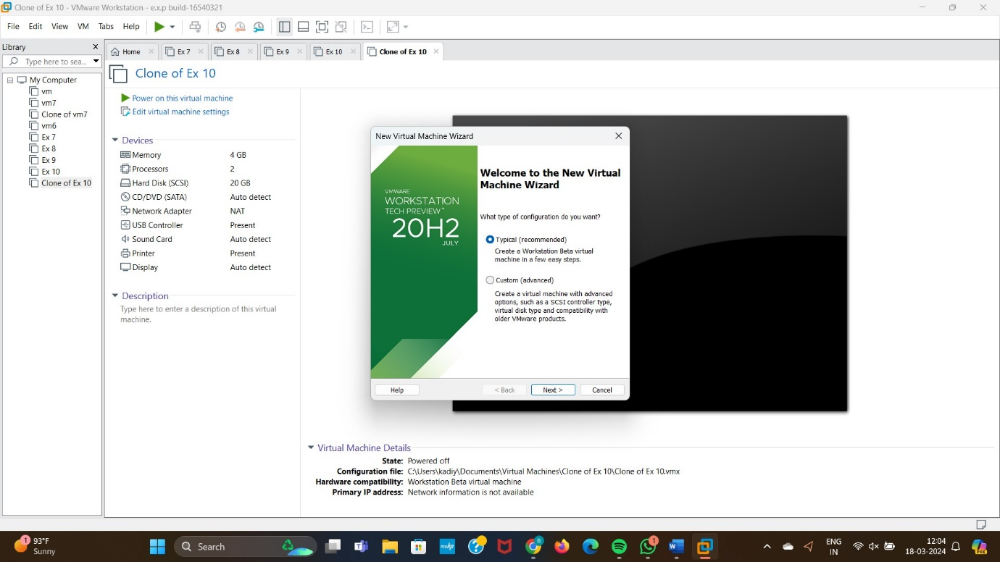 Clone of Ex 10 - VMware Workstation - e.x.p build-16540321
File Edit View VM Tabs Help
Library
Type here to sea...
My Computer
vm
vm7
Clone of vm7
vm6
Ex 7
Ex 8
Ex 9
Ex 10
Clone of Ex 10
Home Ex 7 Ex 8 Ex 9 Ex 10 Clone of Ex 10
Clone of Ex 10
Power on this virtual machine
Edit virtual machine settings
Devices
Memory 4 GB
Processors 2
Hard Disk (SCSI) 20 GB
CD/DVD (SATA) Auto detect
Network Adapter NAT
USB Controller Present
Sound Card Auto detect
Printer Present
Display Auto detect
Description
Type here to enter a description of this virtual
machine.
New Virtual Machine Wizard
VMWARE
WORKSTATION
TECH PREVIEW™
20H2
JULY
Welcome to the New Virtual
Machine Wizard
What type of configuration do you want?
Typical (recommended)
Create a Workstation Beta virtual
machine in a few easy steps.
Custom (advanced)
Create a virtual machine with advanced
options, such as a SCSI controller type,
virtual disk type and compatibility with
older VMware products.
Help < Back Next > Cancel
Virtual Machine Details
State: Powered off
Configuration file: C:\Users\kadiy\Documents\Virtual Machines\Clone of Ex 10\Clone of Ex 10.vmx
Hardware compatibility: Workstation Beta virtual machine
Primary IP address: Network information is not available
1
93°F
Sunny
Search
myhp
1
ENG
IN
12:04
18-03-2024
PRE